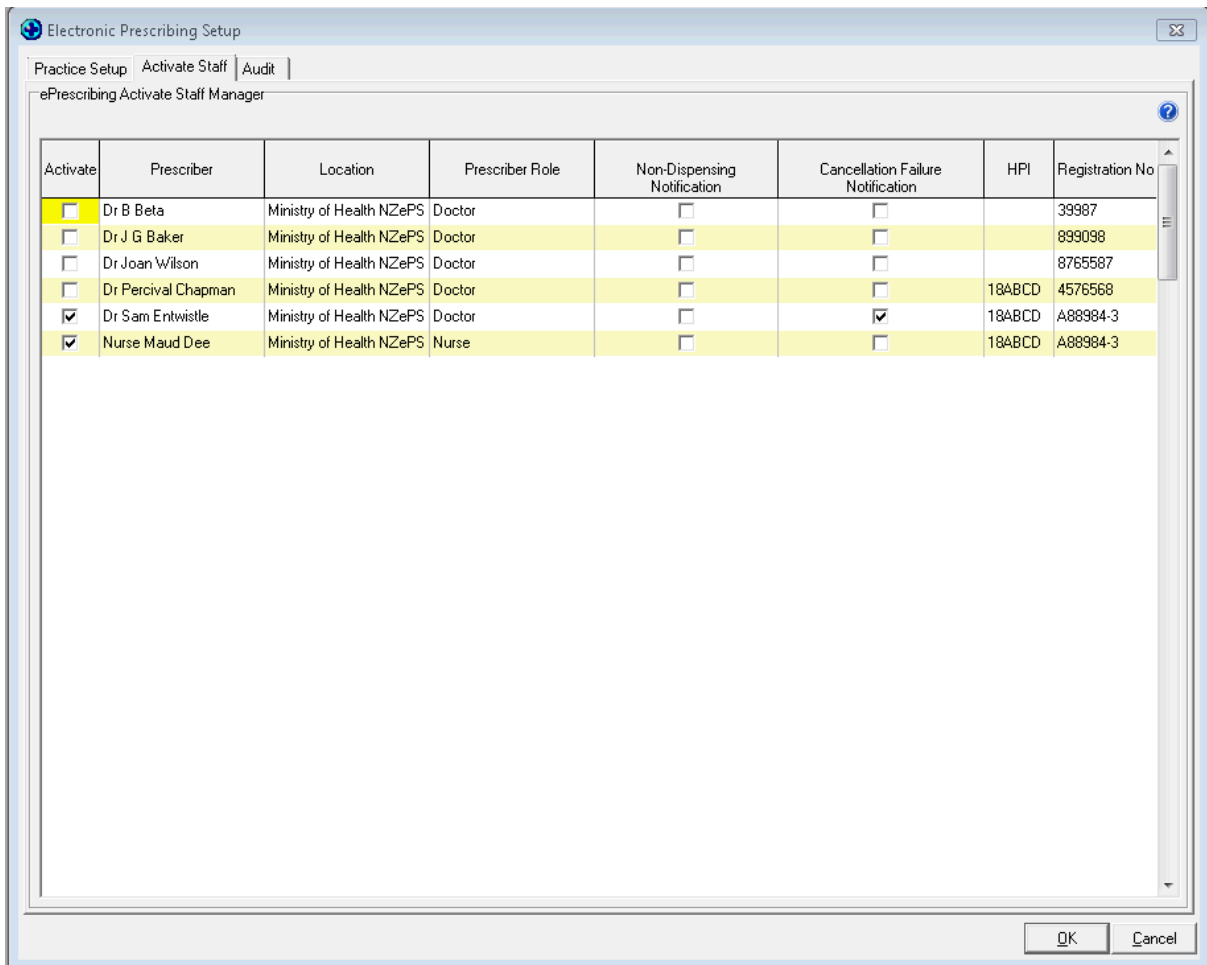 Electronic Prescribing Setup
Practice Setup Activate Staff Audit
ePrescribing Activate Staff Manager
Activate Prescriber Location Prescriber Role Non-Dispensing Notification Cancellation Failure Notification HPI Registration No
Dr B Beta Ministry of Health NZePS Doctor 39987
Dr J G Baker Ministry of Health NZePS Doctor 899098
Dr Joan Wilson Ministry of Health NZePS Doctor 8765587
Dr Percival Chapman Ministry of Health NZePS Doctor 18ABCD 4576568
Dr Sam Entwistle Ministry of Health NZePS Doctor 18ABCD A88984-3
Nurse Maud Dee Ministry of Health NZePS Nurse 18ABCD A88984-3
OK Cancel